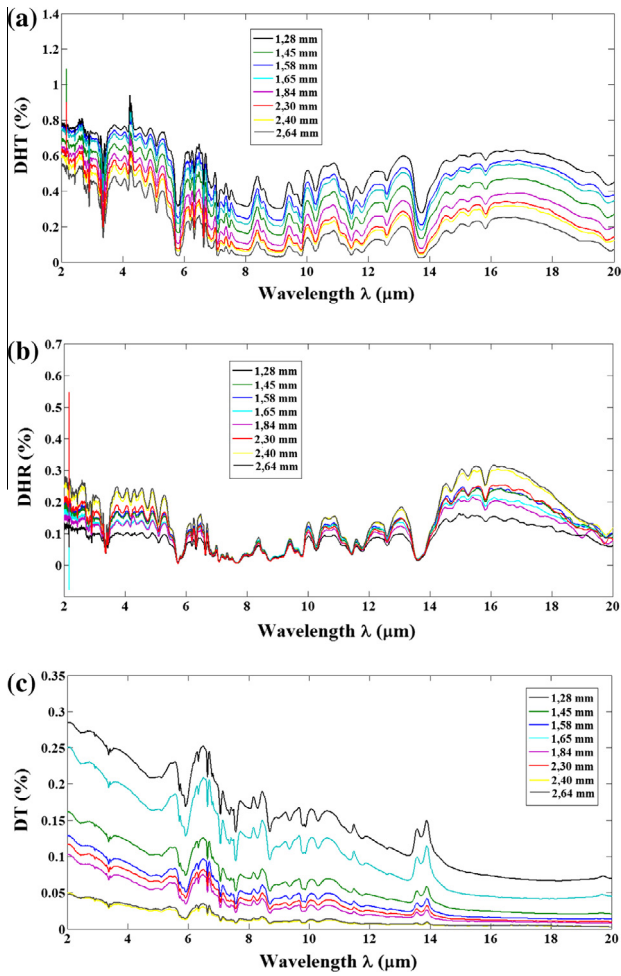 (a)
1.4
1.2
1
0.8
0.6
0.4
0.2
0
DHT (%)
1,28 mm
1,45 mm
1,58 mm
1,65 mm
1,84 mm
2,30 mm
2,40 mm
2,64 mm
2 4 6 8 10 12 14 16 18 20
Wavelength λ (μm)
(b)
0.7
0.6
0.5
0.4
0.3
0.2
0.1
0
DHR (%)
1,28 mm
1,45 mm
1,58 mm
1,65 mm
1,84 mm
2,30 mm
2,40 mm
2,64 mm
2 4 6 8 10 12 14 16 18 20
Wavelength λ (μm)
(c)
0.35
0.3
0.25
0.2
0.15
0.1
0.05
0
DT (%)
1,28 mm
1,45 mm
1,58 mm
1,65 mm
1,84 mm
2,30 mm
2,40 mm
2,64 mm
2 4 6 8 10 12 14 16 18 20
Wavelength λ (μm)